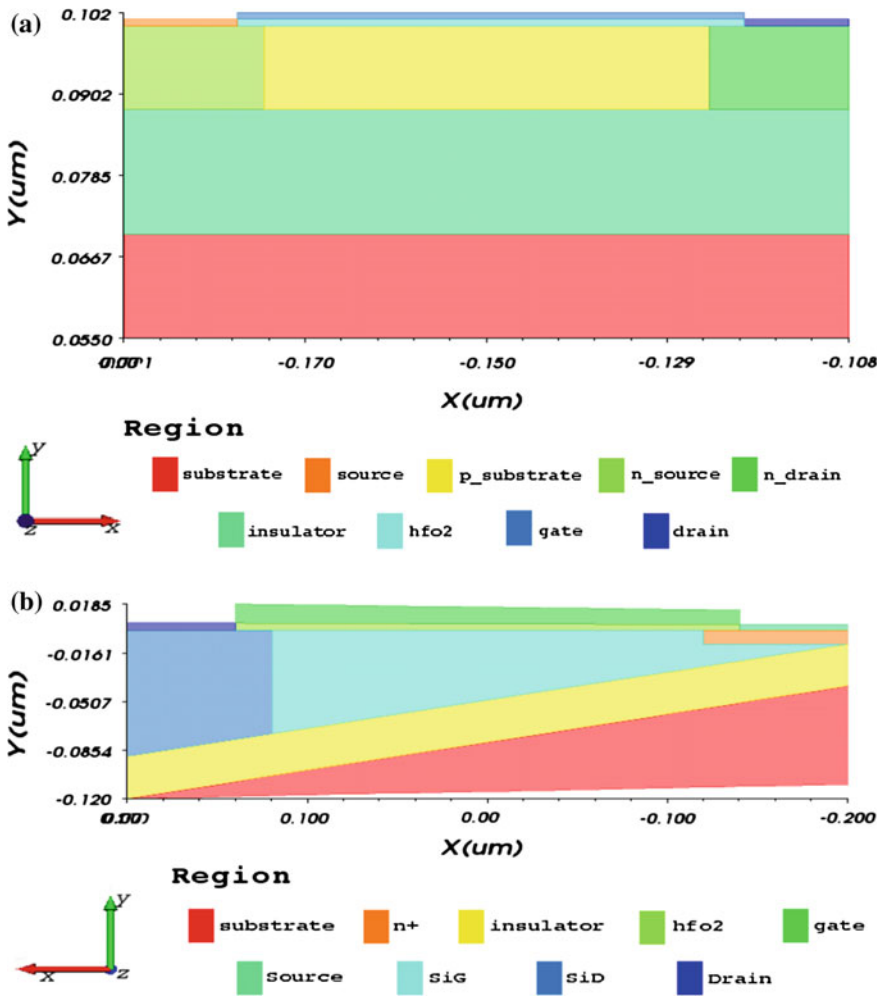 (a)
0.102
0.0902
0.0785
0.0667
0.0550
Y(um)
-0.170
-0.150
-0.129
-0.108
X(um)
Region
y
x
z
substrate
source
p_substrate
n_source
n_drain
insulator
hfo2
gate
drain
(b)
0.0185
-0.0161
-0.0507
-0.0854
-0.120
Y(um)
0.100
0.00
-0.100
-0.200
X(um)
Region
y
x
z
substrate
n+
insulator
hfo2
gate
Source
SiG
SiD
Drain